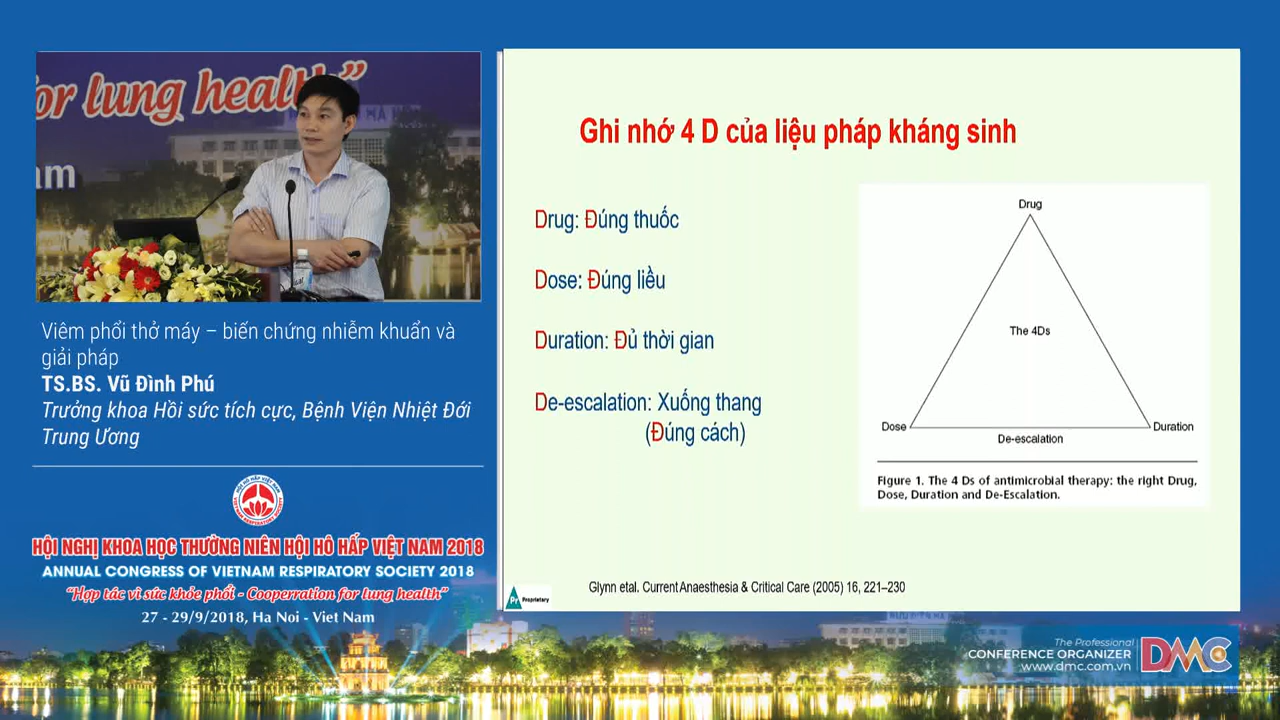 for lung health”
am
Viêm phổi thở máy – biến chứng nhiễm khuẩn và
giải pháp
TS.BS. Vũ Đình Phú
Trưởng khoa Hồi sức tích cực, Bệnh Viện Nhiệt Đới
Trung Ương
HỘI NGHỊ KHOA HỌC THƯỜNG NIÊN HỘI HÔ HẤP VIỆT NAM 2018
ANNUAL CONGRESS OF VIETNAM RESPIRATORY SOCIETY 2018
“Hợp tác vì sức khỏe phổi - Cooperration for lung health”
27 - 29/9/2018, Ha Noi - Viet Nam
Ghi nhớ 4 D của liệu pháp kháng sinh
Drug: Đúng thuốc
Dose: Đúng liều
Duration: Đủ thời gian
De-escalation: Xuống thang
(Đúng cách)
Drug
The 4Ds
Dose
Duration
De-escalation
Figure 1. The 4 Ds of antimicrobial therapy: the right Drug,
Dose, Duration and De-Escalation.
Glynn etal. Current Anaesthesia & Critical Care (2005) 16, 221–230
Pr Proprietary
The Professional
CONFERENCE ORGANIZER
www.dmc.com.vn
DMC